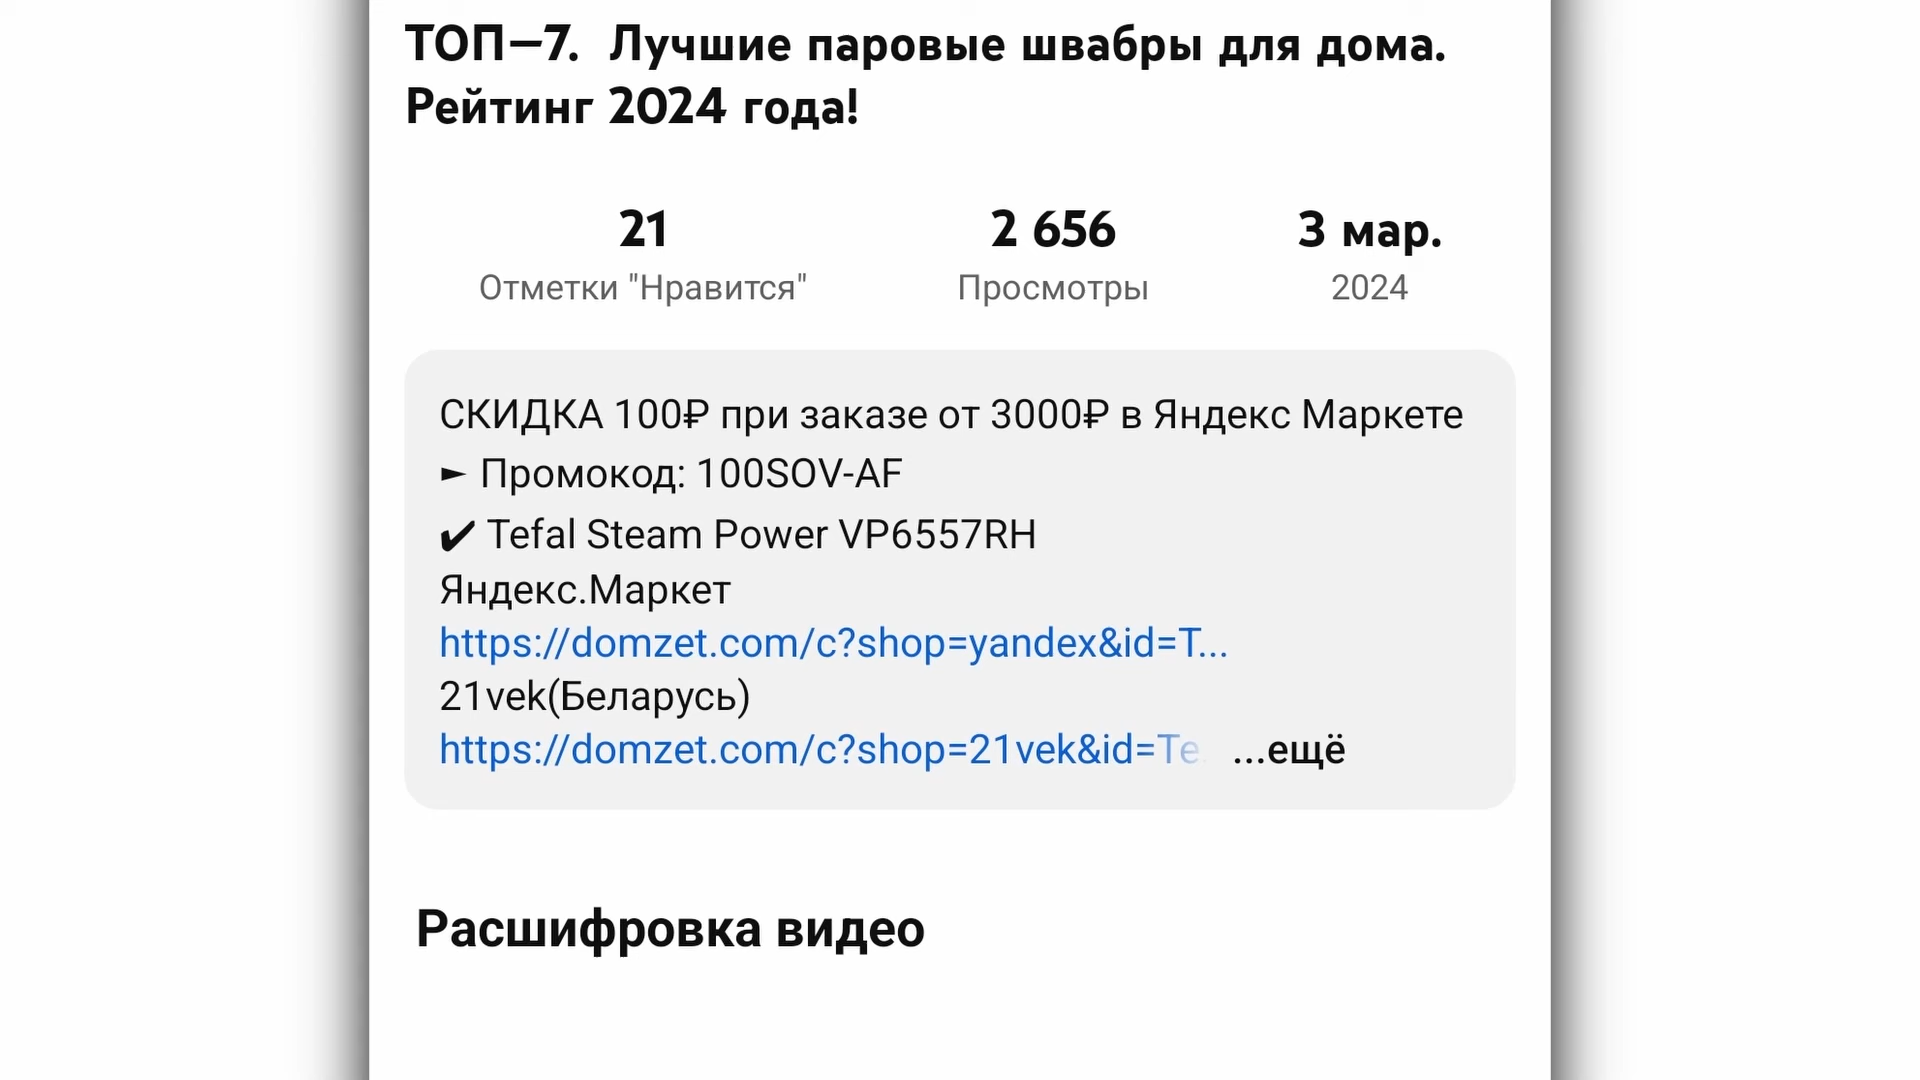 ТОП–7. Лучшие паровые швабры для дома.
Рейтинг 2024 года!
21
Отметки "Нравится"
2 656
Просмотры
3 мар.
2024
СКИДКА 100₽ при заказе от 3000₽ в Яндекс Маркете
► Промокод: 100SOV-AF
✔ Tefal Steam Power VP6557RH
Яндекс.Маркет
https://domzet.com/c?shop=yandex&id=T...
21vek(Беларусь)
https://domzet.com/c?shop=21vek&id=Te. ...ещё
Расшифровка видео